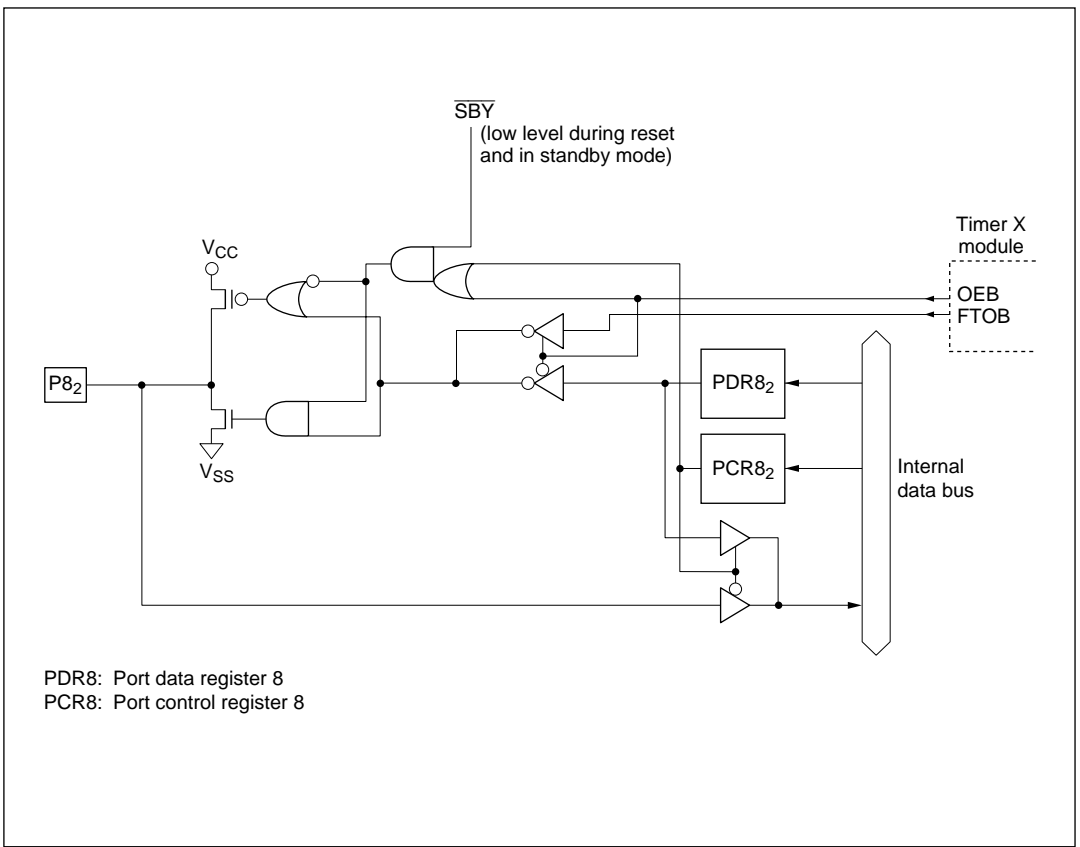 SBY
(low level during reset
and in standby mode)
Timer X
module
VCC
OEB
FTOB
P82
PDR82
PCR82
Internal
data bus
VSS
PDR8: Port data register 8
PCR8: Port control register 8